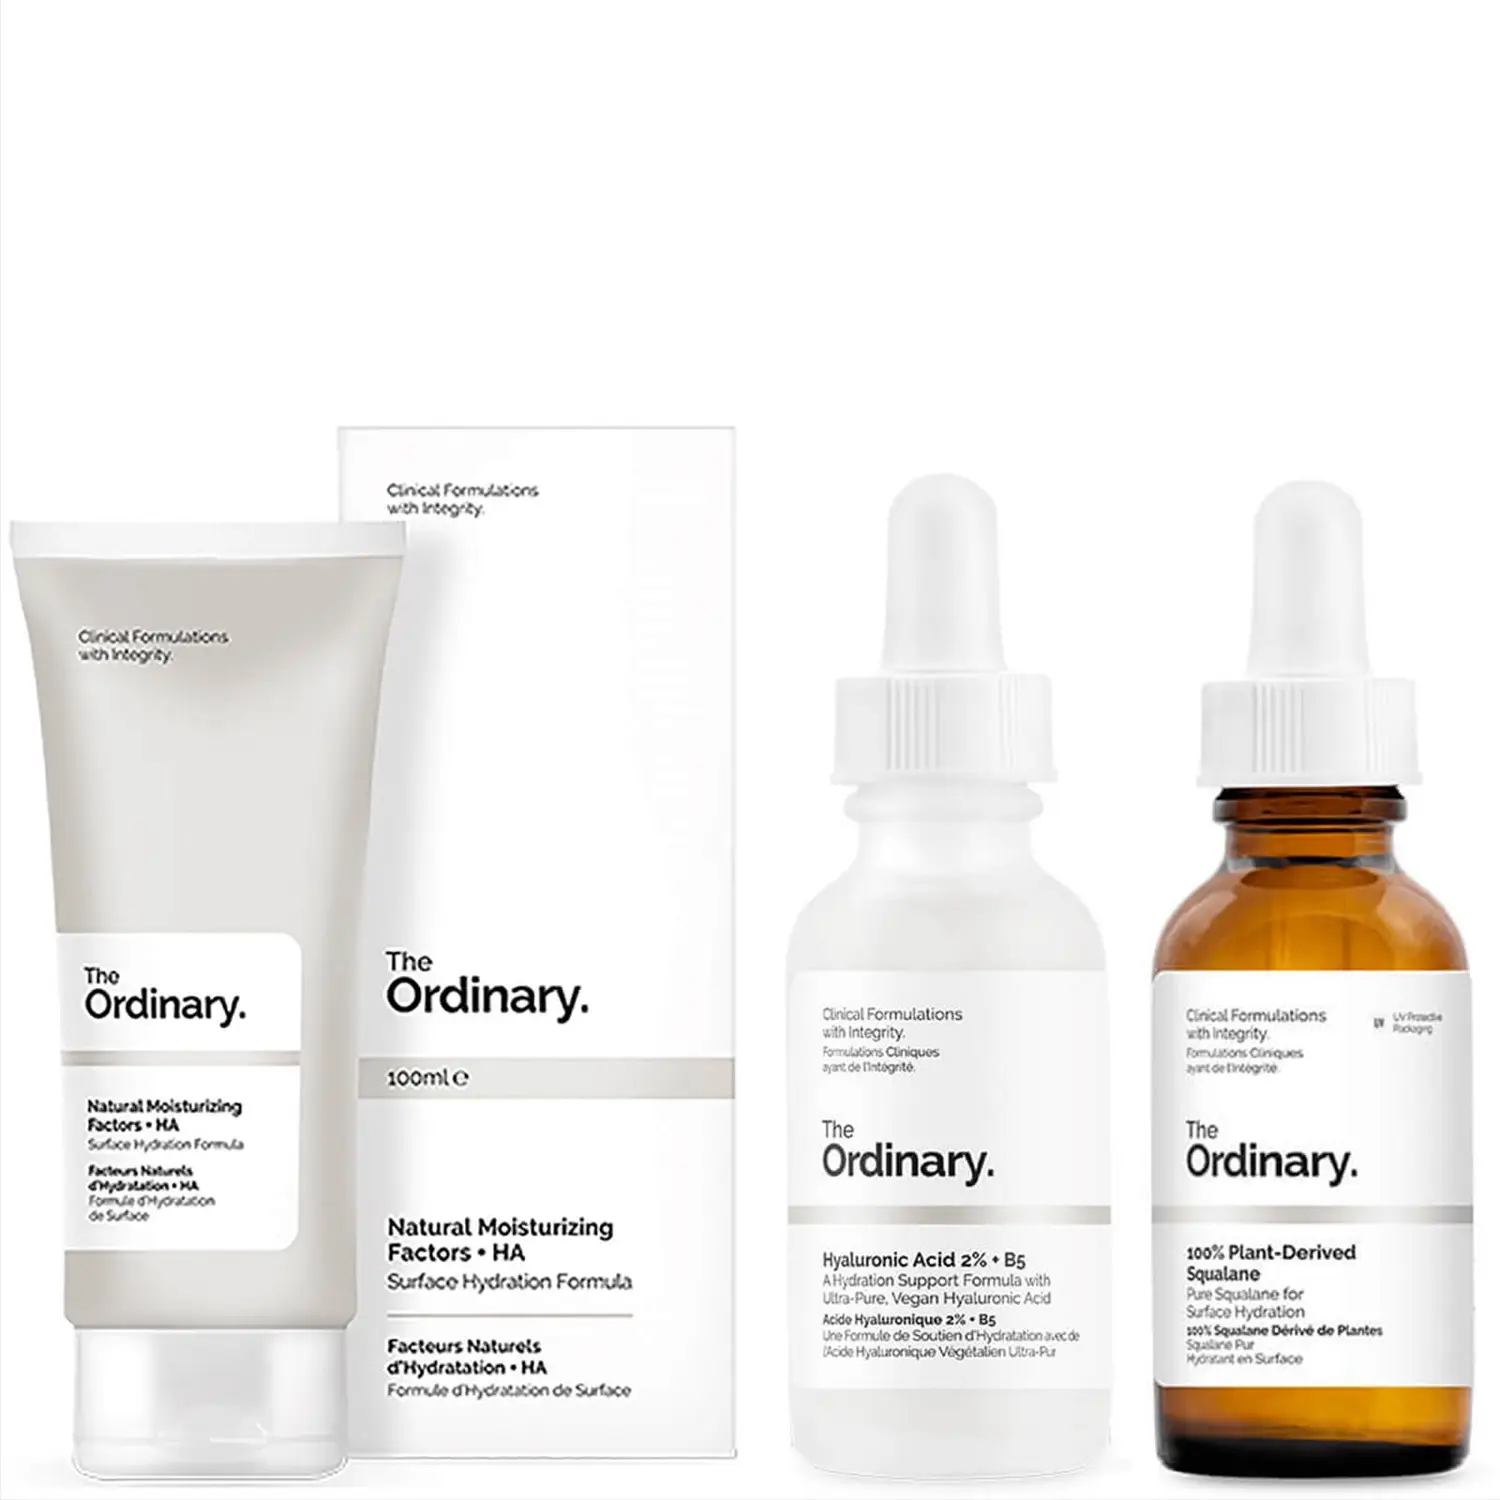 Clinical Formulations
with Integrity.
The
Ordinary.
Natural Moisturizing
Factors • HA
Surface Hydration Formula
Facteurs Naturels
d'Hydratation • HA
Formule d'Hydratation
de Surface
Clinical Formulations
with Integrity.
The
Ordinary.
100ml ℮
Natural Moisturizing
Factors • HA
Surface Hydration Formula
Facteurs Naturels
d'Hydratation • HA
Formule d'Hydratation de Surface
Clinical Formulations
with Integrity.
Formulations Cliniques
ayant de l'Intégrité.
The
Ordinary.
Hyaluronic Acid 2% + B5
A Hydration Support Formula with
Ultra-Pure, Vegan Hyaluronic Acid
Acide Hyaluronique 2% + B5
Une Formule de Soutien d'Hydratation avec de
l'Acide Hyaluronique Végétalien Ultra-Pur
Clinical Formulations
with Integrity.
Formulations Cliniques
ayant de l'Intégrité.
UV
UV Protective
Packaging
The
Ordinary.
100% Plant-Derived
Squalane
Pure Squalane for
Surface Hydration
100% Squalane Dérivé de Plantes
Squalane Pur
Hydratant en Surface